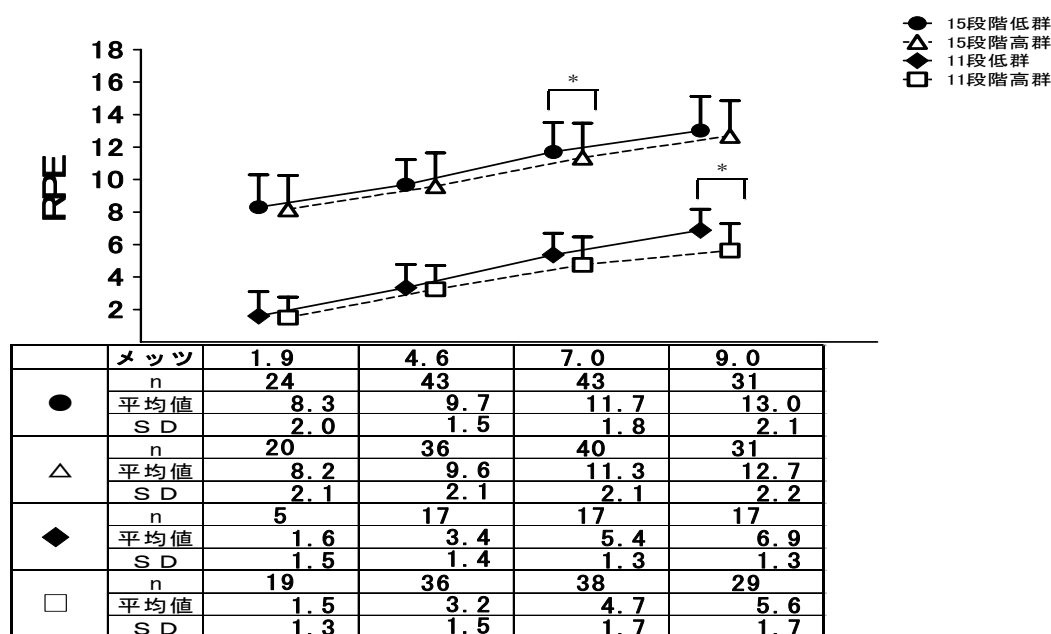 15段階低群
15段階高群
11段低群
11段階高群
RPE
18
16
14
12
10
8
6
4
2
*
*
メッツ 1.9 4.6 7.0 9.0
● n 24 43 43 31
平均値 8.3 9.7 11.7 13.0
SD 2.0 1.5 1.8 2.1
△ n 20 36 40 31
平均値 8.2 9.6 11.3 12.7
SD 2.1 2.1 2.1 2.2
◆ n 5 17 17 17
平均値 1.6 3.4 5.4 6.9
SD 1.5 1.4 1.3 1.3
□ n 19 36 38 29
平均値 1.5 3.2 4.7 5.6
SD 1.3 1.5 1.7 1.7